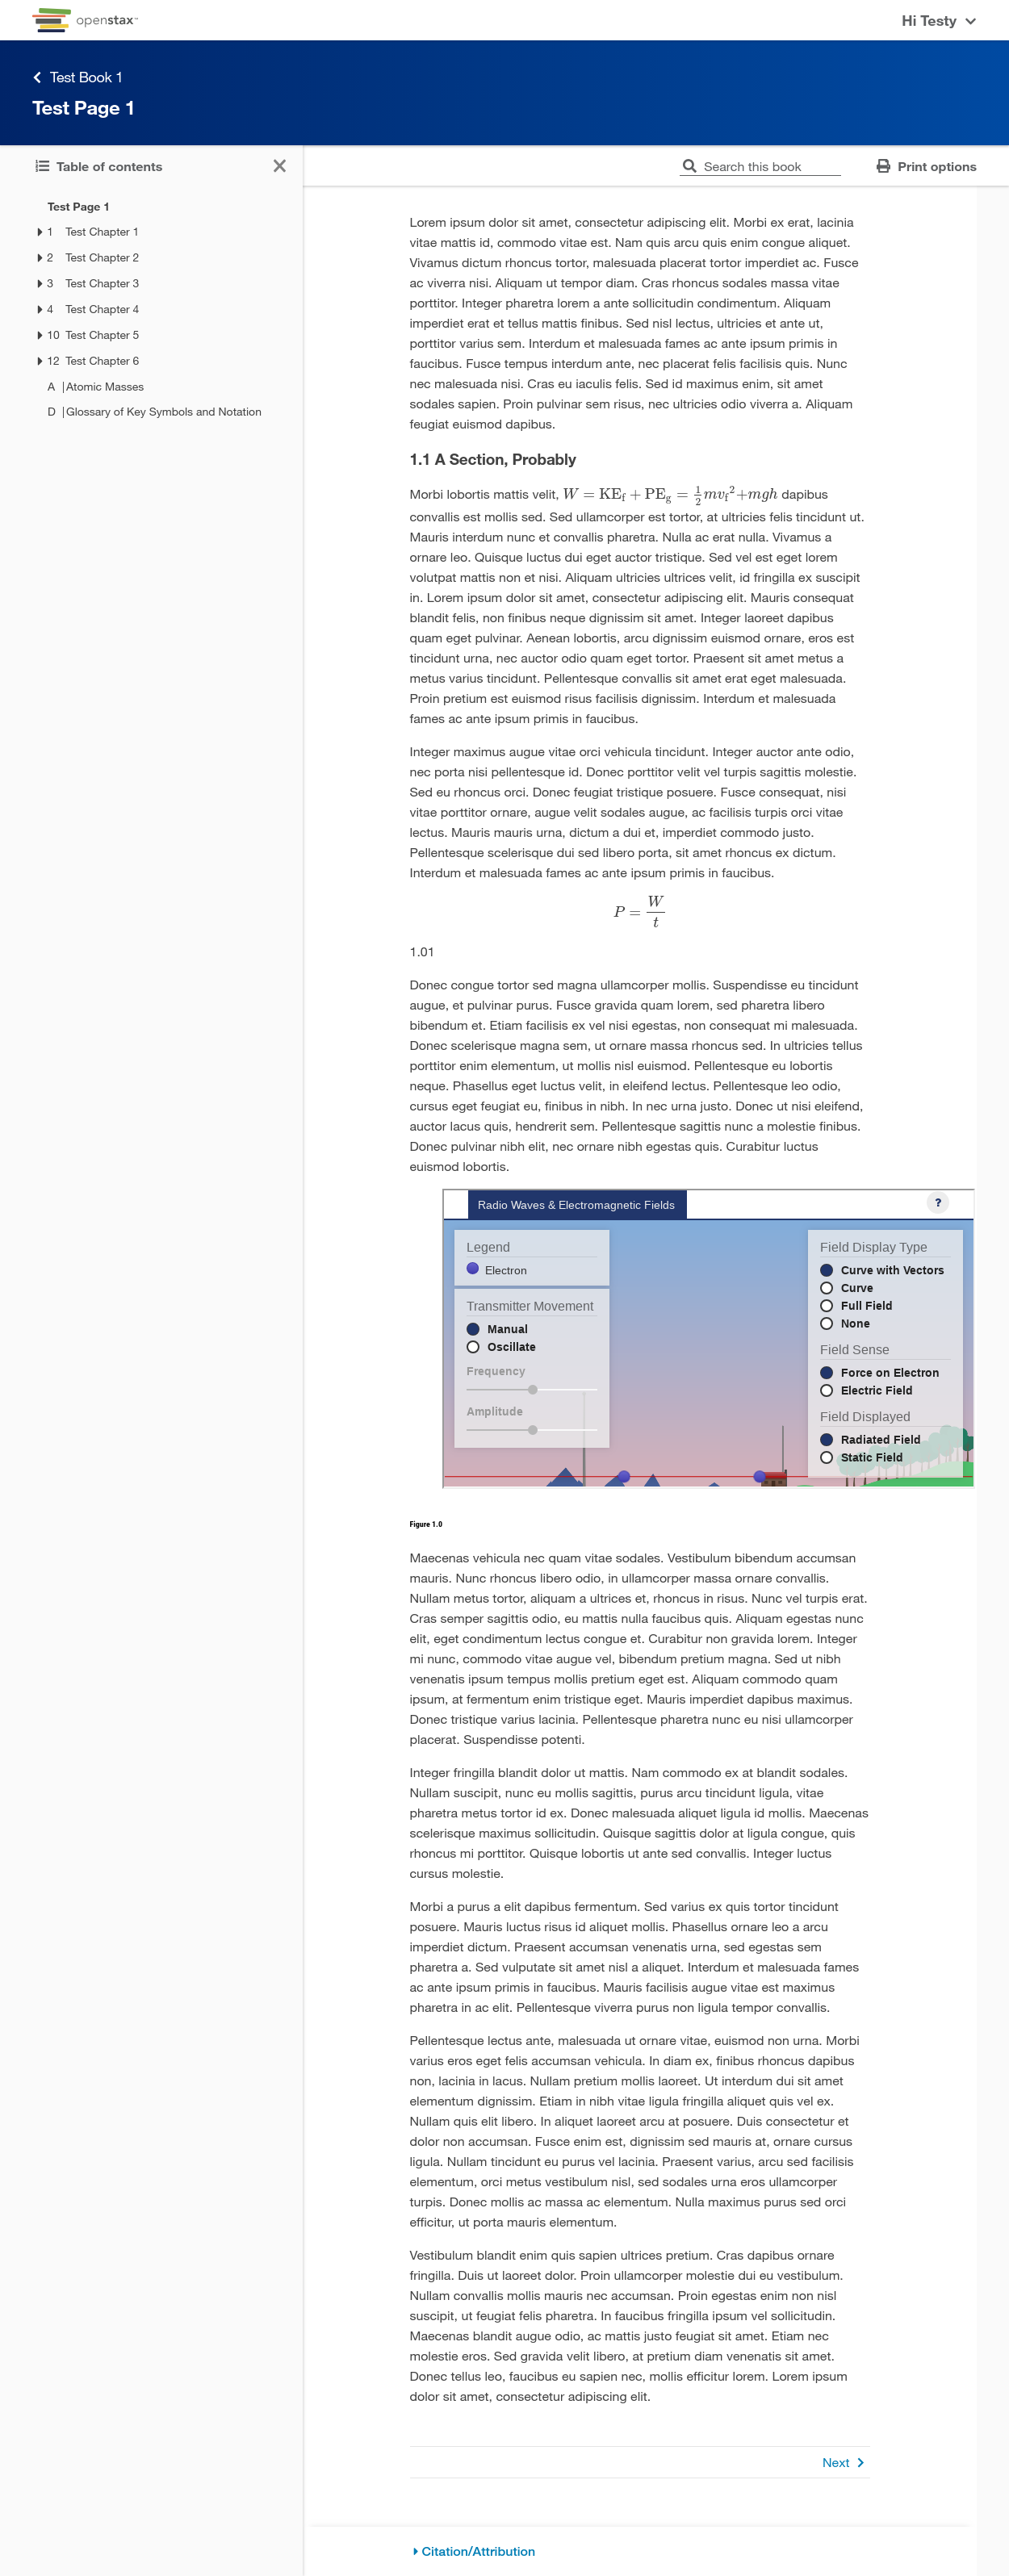 openstax™
Hi Testy
Test Book 1
Test Page 1
Table of contents
Search this book
Print options
Test Page 1
1 Test Chapter 1
2 Test Chapter 2
3 Test Chapter 3
4 Test Chapter 4
10 Test Chapter 5
12 Test Chapter 6
A |Atomic Masses
D |Glossary of Key Symbols and Notation
Lorem ipsum dolor sit amet, consectetur adipiscing elit. Morbi ex erat, lacinia
vitae mattis id, commodo vitae est. Nam quis arcu quis enim congue aliquet.
Vivamus dictum rhoncus tortor, malesuada placerat tortor imperdiet ac. Fusce
ac viverra nisi. Aliquam ut tempor diam. Cras rhoncus sodales massa vitae
porttitor. Integer pharetra lorem a ante sollicitudin condimentum. Aliquam
imperdiet erat et tellus mattis finibus. Sed nisl lectus, ultricies et ante ut,
porttitor varius sem. Interdum et malesuada fames ac ante ipsum primis in
faucibus. Fusce tempus interdum ante, nec placerat felis facilisis quis. Nunc
nec malesuada nisi. Cras eu iaculis felis. Sed id maximus enim, sit amet
sodales sapien. Proin pulvinar sem risus, nec ultricies odio viverra a. Aliquam
feugiat euismod dapibus.
1.1 A Section, Probably
Morbi lobortis mattis velit, W = KE_f + PE_g = 1/2 mv_f² + mgh dapibus
convallis est mollis sed. Sed ullamcorper est tortor, at ultricies felis tincidunt ut.
Mauris interdum nunc et convallis pharetra. Nulla ac erat nulla. Vivamus a
ornare leo. Quisque luctus dui eget auctor tristique. Sed vel est eget lorem
volutpat mattis non et nisi. Aliquam ultricies ultrices velit, id fringilla ex suscipit
in. Lorem ipsum dolor sit amet, consectetur adipiscing elit. Mauris consequat
blandit felis, non finibus neque dignissim sit amet. Integer laoreet dapibus
quam eget pulvinar. Aenean lobortis, arcu dignissim euismod ornare, eros est
tincidunt urna, nec auctor odio quam eget tortor. Praesent sit amet metus a
metus varius tincidunt. Pellentesque convallis sit amet erat eget malesuada.
Proin pretium est euismod risus facilisis dignissim. Interdum et malesuada
fames ac ante ipsum primis in faucibus.
Integer maximus augue vitae orci vehicula tincidunt. Integer auctor ante odio,
nec porta nisi pellentesque id. Donec porttitor velit vel turpis sagittis molestie.
Sed eu rhoncus orci. Donec feugiat tristique posuere. Fusce consequat, nisi
vitae porttitor ornare, augue velit sodales augue, ac facilisis turpis orci vitae
lectus. Mauris mauris urna, dictum a dui et, imperdiet commodo justo.
Pellentesque scelerisque dui sed libero porta, sit amet rhoncus ex dictum.
Interdum et malesuada fames ac ante ipsum primis in faucibus.
P = W/t
1.01
Donec congue tortor sed magna ullamcorper mollis. Suspendisse eu tincidunt
augue, et pulvinar purus. Fusce gravida quam lorem, sed pharetra libero
bibendum et. Etiam facilisis ex vel nisi egestas, non consequat mi malesuada.
Donec scelerisque magna sem, ut ornare massa rhoncus sed. In ultricies tellus
porttitor enim elementum, ut mollis nisl euismod. Pellentesque eu lobortis
neque. Phasellus eget luctus velit, in eleifend lectus. Pellentesque leo odio,
cursus eget feugiat eu, finibus in nibh. In nec urna justo. Donec ut nisi eleifend,
auctor lacus quis, hendrerit sem. Pellentesque sagittis nunc a molestie finibus.
Donec pulvinar nibh elit, nec ornare nibh egestas quis. Curabitur luctus
euismod lobortis.
Radio Waves & Electromagnetic Fields
?
Legend
Electron
Transmitter Movement
Manual
Oscillate
Frequency
Amplitude
Field Display Type
Curve with Vectors
Curve
Full Field
None
Field Sense
Force on Electron
Electric Field
Field Displayed
Radiated Field
Static Field
Figure 1.0
Maecenas vehicula nec quam vitae sodales. Vestibulum bibendum accumsan
mauris. Nunc rhoncus libero odio, in ullamcorper massa ornare convallis.
Nullam metus tortor, aliquam a ultrices et, rhoncus in risus. Nunc vel turpis erat.
Cras semper sagittis odio, eu mattis nulla faucibus quis. Aliquam egestas nunc
elit, eget condimentum lectus congue et. Curabitur non gravida lorem. Integer
mi nunc, commodo vitae augue vel, bibendum pretium magna. Sed ut nibh
venenatis ipsum tempus mollis pretium eget est. Aliquam commodo quam
ipsum, at fermentum enim tristique eget. Mauris imperdiet dapibus maximus.
Donec tristique varius lacinia. Pellentesque pharetra nunc eu nisi ullamcorper
placerat. Suspendisse potenti.
Integer fringilla blandit dolor ut mattis. Nam commodo ex at blandit sodales.
Nullam suscipit, nunc eu mollis sagittis, purus arcu tincidunt ligula, vitae
pharetra metus tortor id ex. Donec malesuada aliquet ligula id mollis. Maecenas
scelerisque maximus sollicitudin. Quisque sagittis dolor at ligula congue, quis
rhoncus mi porttitor. Quisque lobortis ut ante sed convallis. Integer luctus
cursus molestie.
Morbi a purus a elit dapibus fermentum. Sed varius ex quis tortor tincidunt
posuere. Mauris luctus risus id aliquet mollis. Phasellus ornare leo a arcu
imperdiet dictum. Praesent accumsan venenatis urna, sed egestas sem
pharetra a. Sed vulputate sit amet nisl a aliquet. Interdum et malesuada fames
ac ante ipsum primis in faucibus. Mauris facilisis augue vitae est maximus
pharetra in ac elit. Pellentesque viverra purus non ligula tempor convallis.
Pellentesque lectus ante, malesuada ut ornare vitae, euismod non urna. Morbi
varius eros eget felis accumsan vehicula. In diam ex, finibus rhoncus dapibus
non, lacinia in lacus. Nullam pretium mollis laoreet. Ut interdum dui sit amet
elementum dignissim. Etiam in nibh vitae ligula fringilla aliquet quis vel ex.
Nullam quis elit libero. In aliquet laoreet arcu at posuere. Duis consectetur et
dolor non accumsan. Fusce enim est, dignissim sed mauris at, ornare cursus
ligula. Nullam tincidunt eu purus vel lacinia. Praesent varius, arcu sed facilisis
elementum, orci metus vestibulum nisl, sed sodales urna eros ullamcorper
turpis. Donec mollis ac massa ac elementum. Nulla maximus purus sed orci
efficitur, ut porta mauris elementum.
Vestibulum blandit enim quis sapien ultrices pretium. Cras dapibus ornare
fringilla. Duis ut laoreet dolor. Proin ullamcorper molestie dui eu vestibulum.
Nullam convallis mollis mauris nec accumsan. Proin egestas enim non nisl
suscipit, ut feugiat felis pharetra. In faucibus fringilla ipsum vel sollicitudin.
Maecenas blandit augue odio, ac mattis justo feugiat sit amet. Etiam nec
molestie eros. Sed gravida velit libero, at pretium diam venenatis sit amet.
Donec tellus leo, faucibus eu sapien nec, mollis efficitur lorem. Lorem ipsum
dolor sit amet, consectetur adipiscing elit.
Next
Citation/Attribution